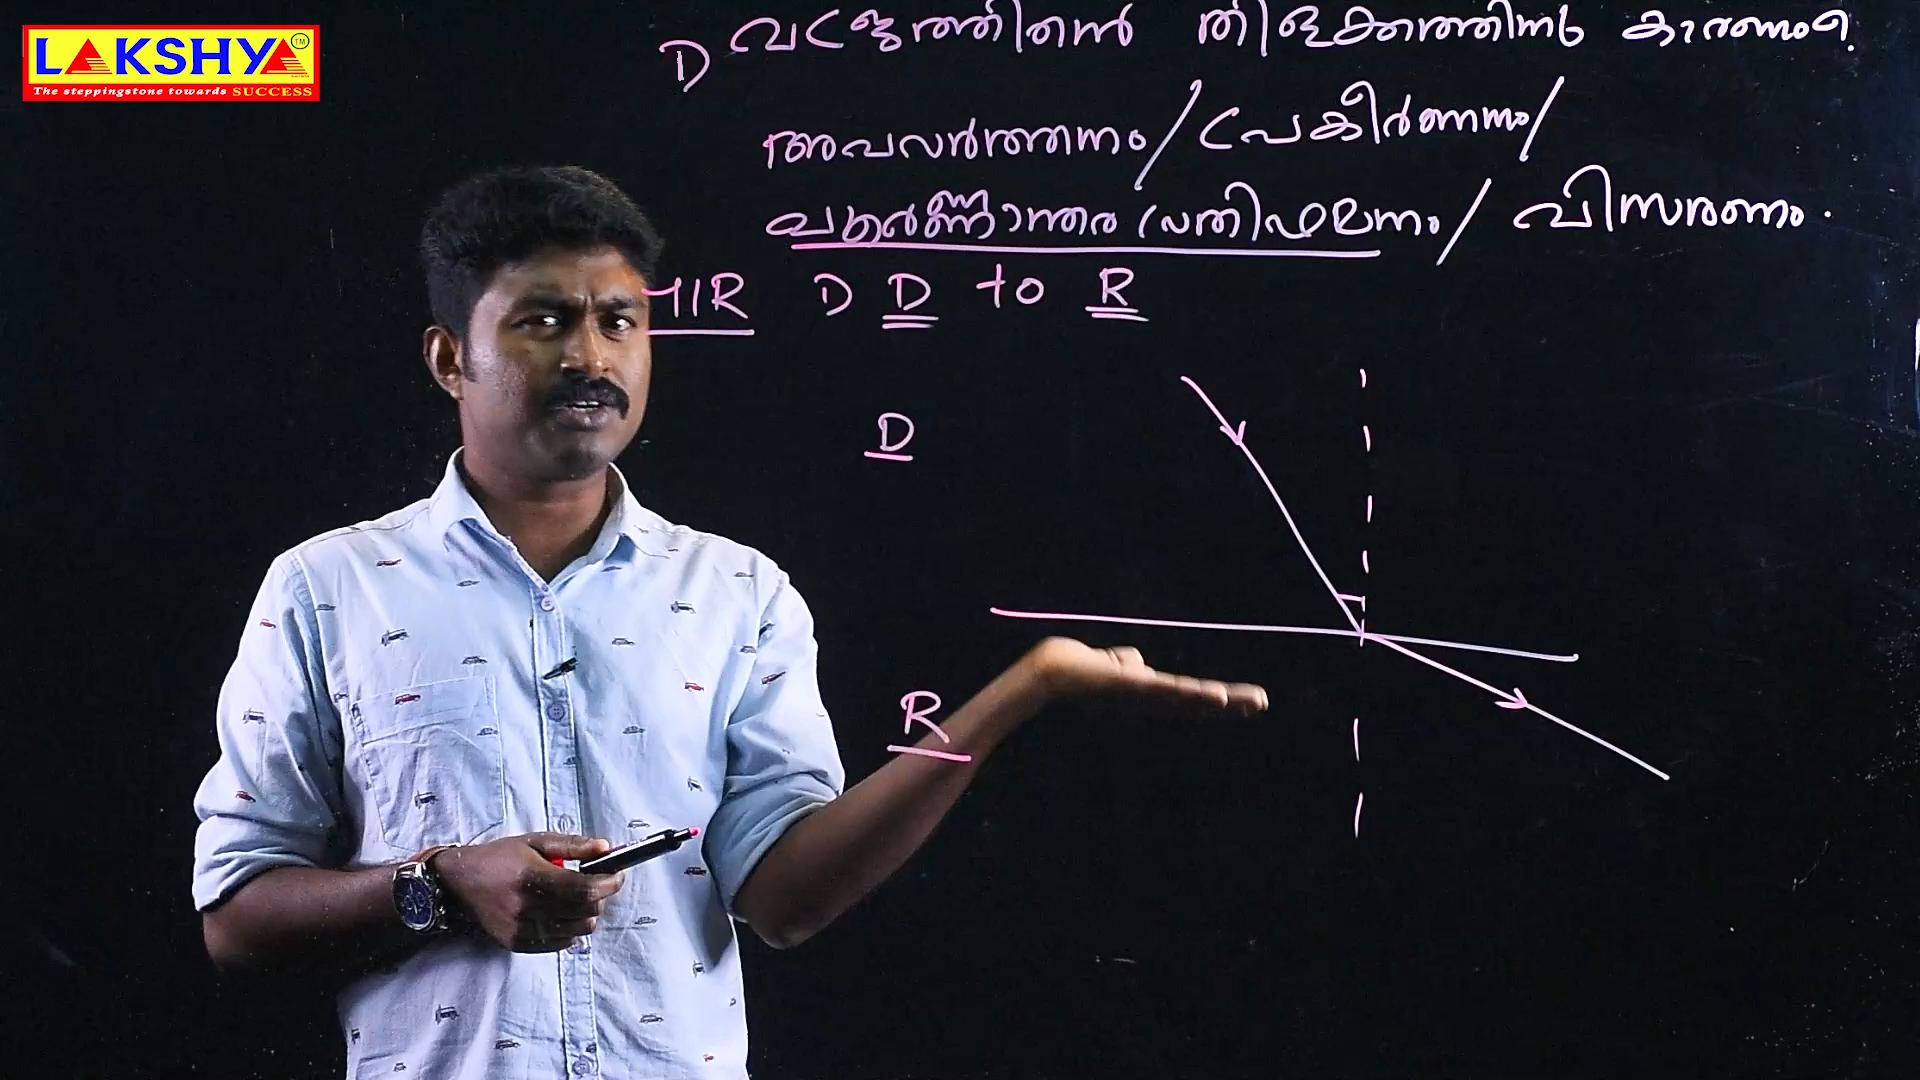 LAKSHYA TM
The steppingstone towards SUCCESS
വജ്രത്തിന്റെ തിളക്കത്തിനു കാരണം ?
അപവർത്തനം / പ്രകീർണനം /
പൂർണ്ണാന്തര പ്രതിഫലനം / വിസരണം .
D to R
D
R